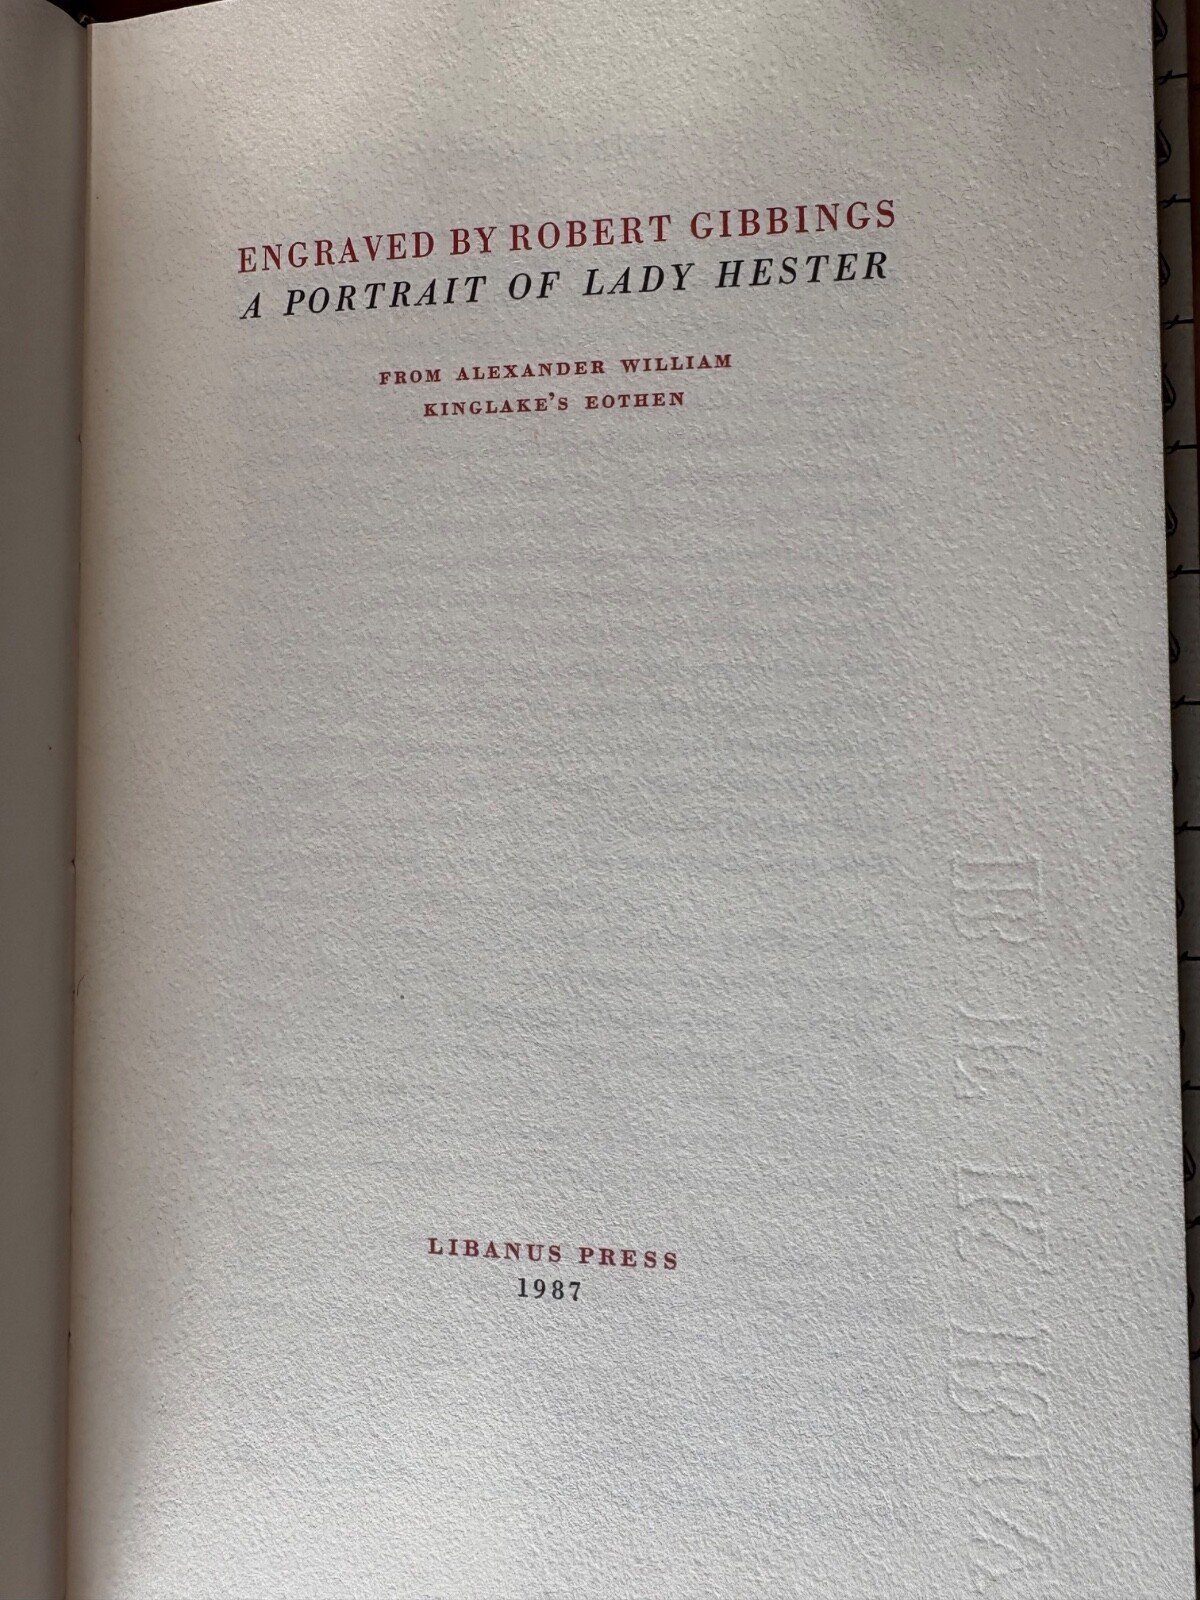 ENGRAVED BY ROBERT GIBBINGS
A PORTRAIT OF LADY HESTER
FROM ALEXANDER WILLIAM
KINGLAKE'S EOTHEN
LIBANUS PRESS
1987